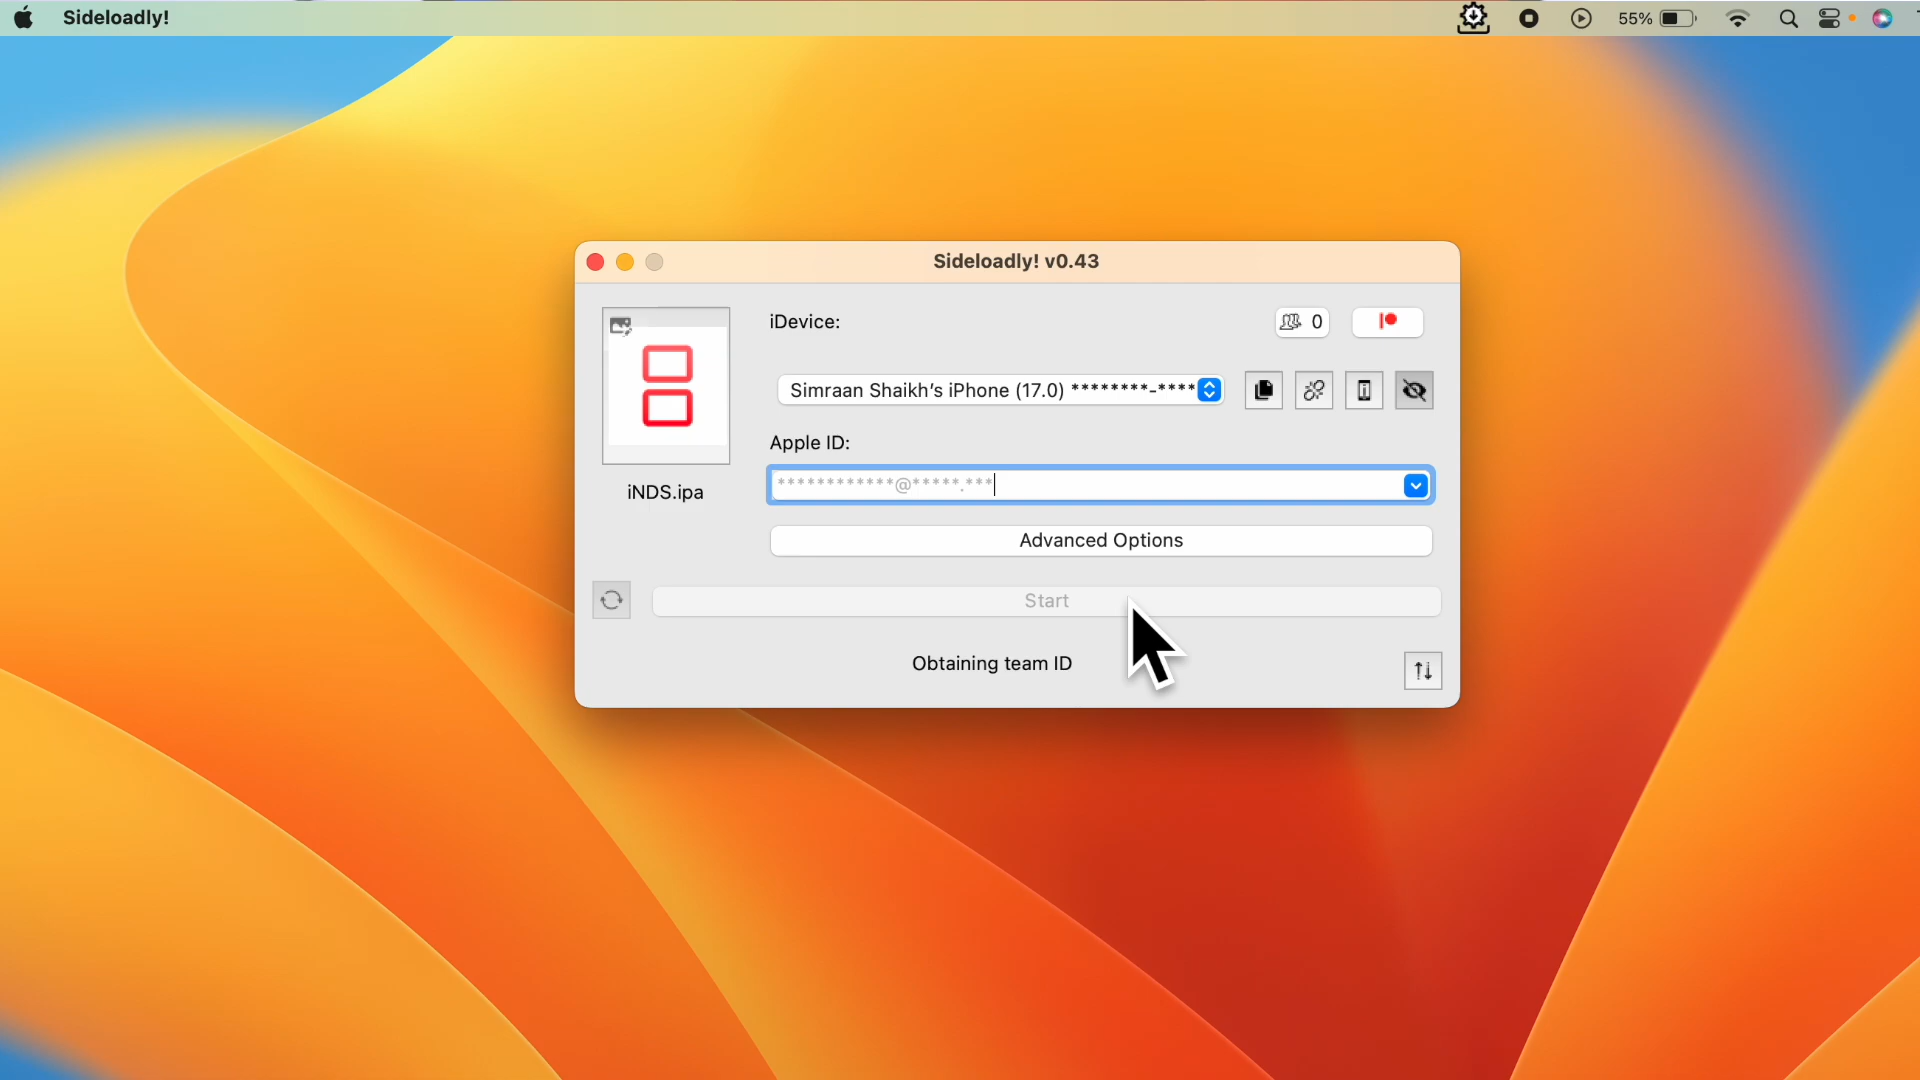 Sideloadly!
55%
Sideloadly! v0.43
iDevice:
0
Simraan Shaikh's iPhone (17.0) ********-****
Apple ID:
************@*****.***
iNDS.ipa
Advanced Options
Start
Obtaining team ID